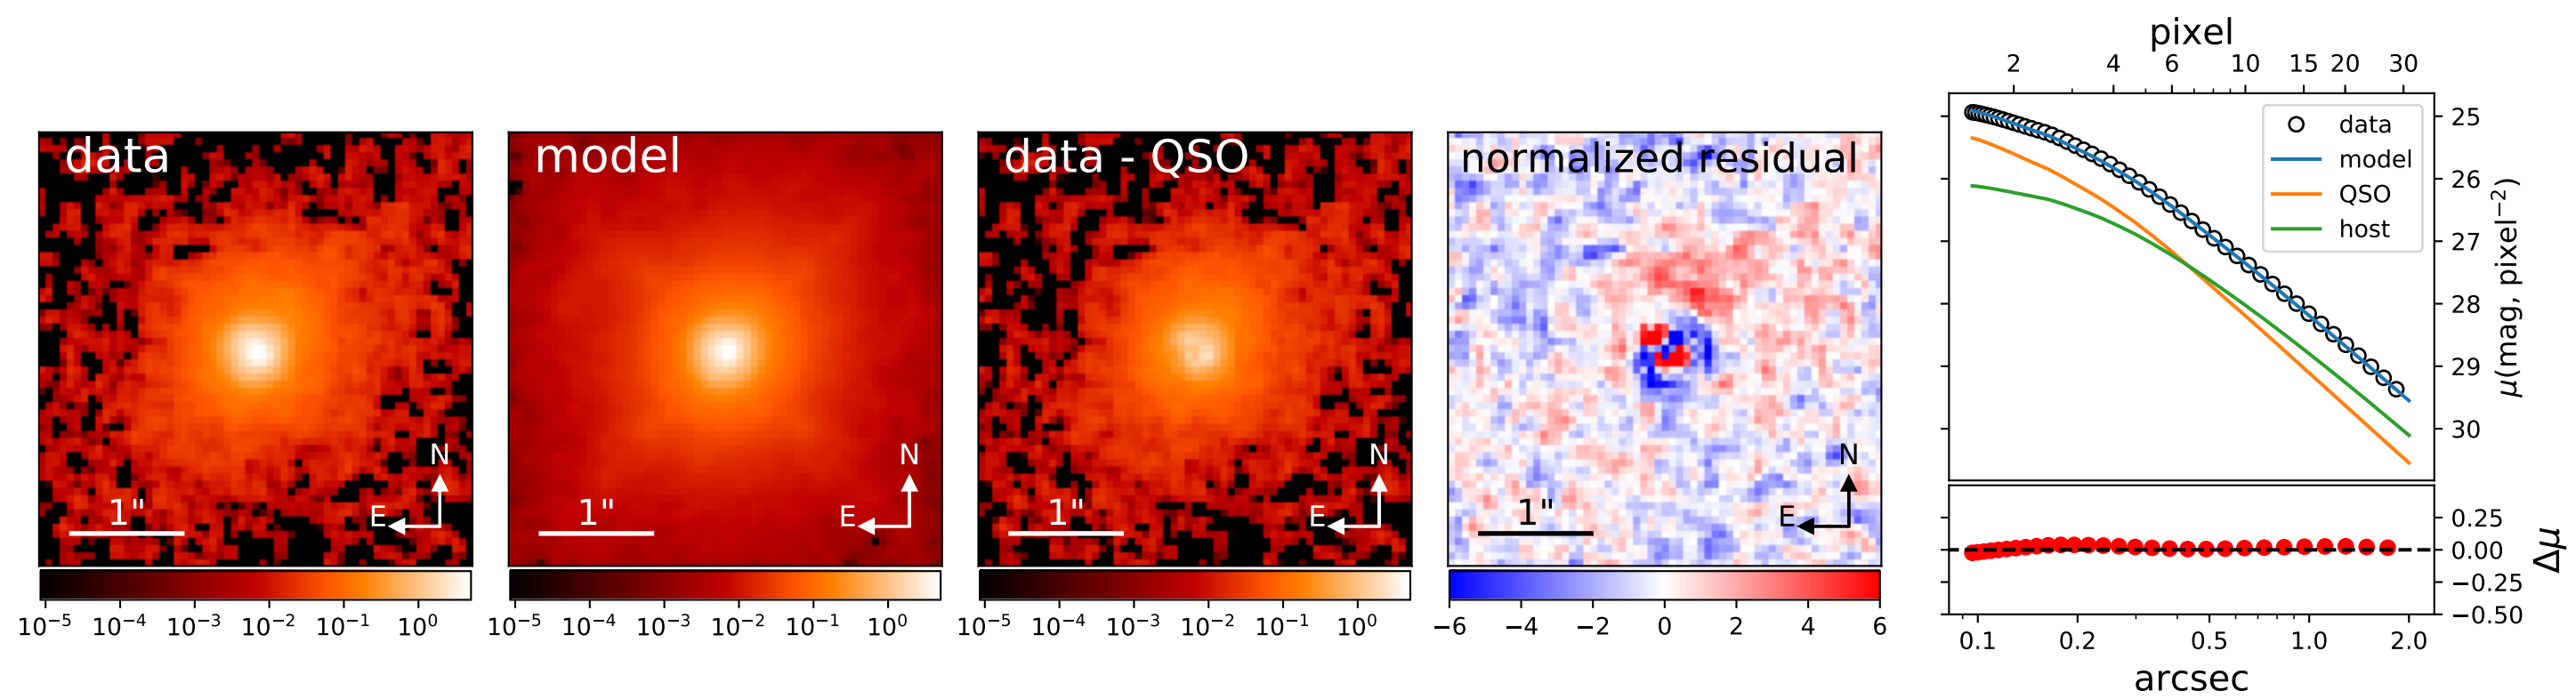 data
N
E
1"
10⁻⁵ 10⁻⁴ 10⁻³ 10⁻² 10⁻¹ 10⁰
model
N
E
1"
10⁻⁵ 10⁻⁴ 10⁻³ 10⁻² 10⁻¹ 10⁰
data - QSO
N
E
1"
10⁻⁵ 10⁻⁴ 10⁻³ 10⁻² 10⁻¹ 10⁰
normalized residual
N
E
1"
−6 −4 −2 0 2 4 6
pixel
2 4 6 10 15 20 30
data
model
QSO
host
25
26
27
28
29
30
μ(mag, pixel⁻²)
0.25
0.00
−0.25
−0.50
Δμ
0.1 0.2 0.5 1.0 2.0
arcsec